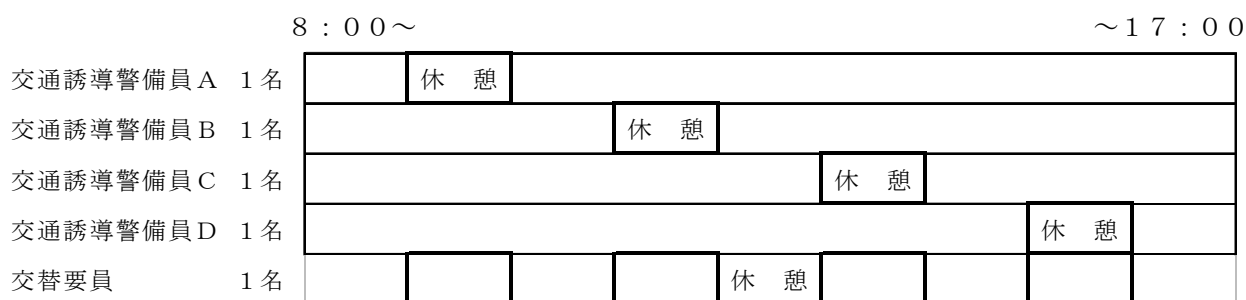 8：00～ ～17：00
交通誘導警備員A 1名 休 憩
交通誘導警備員B 1名 休 憩
交通誘導警備員C 1名 休 憩
交通誘導警備員D 1名 休 憩
交替要員 1名 休 憩